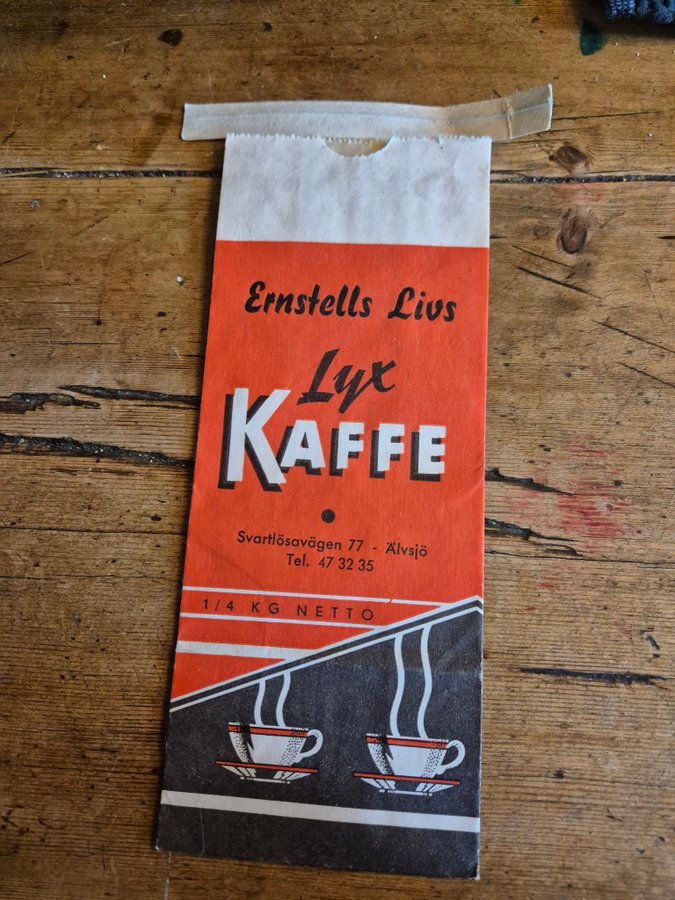 Ernstells Livs
Lyx
KAFFE
Svartlösavägen 77 - Älvsjö
Tel. 47 32 35
1/4 KG NETTO